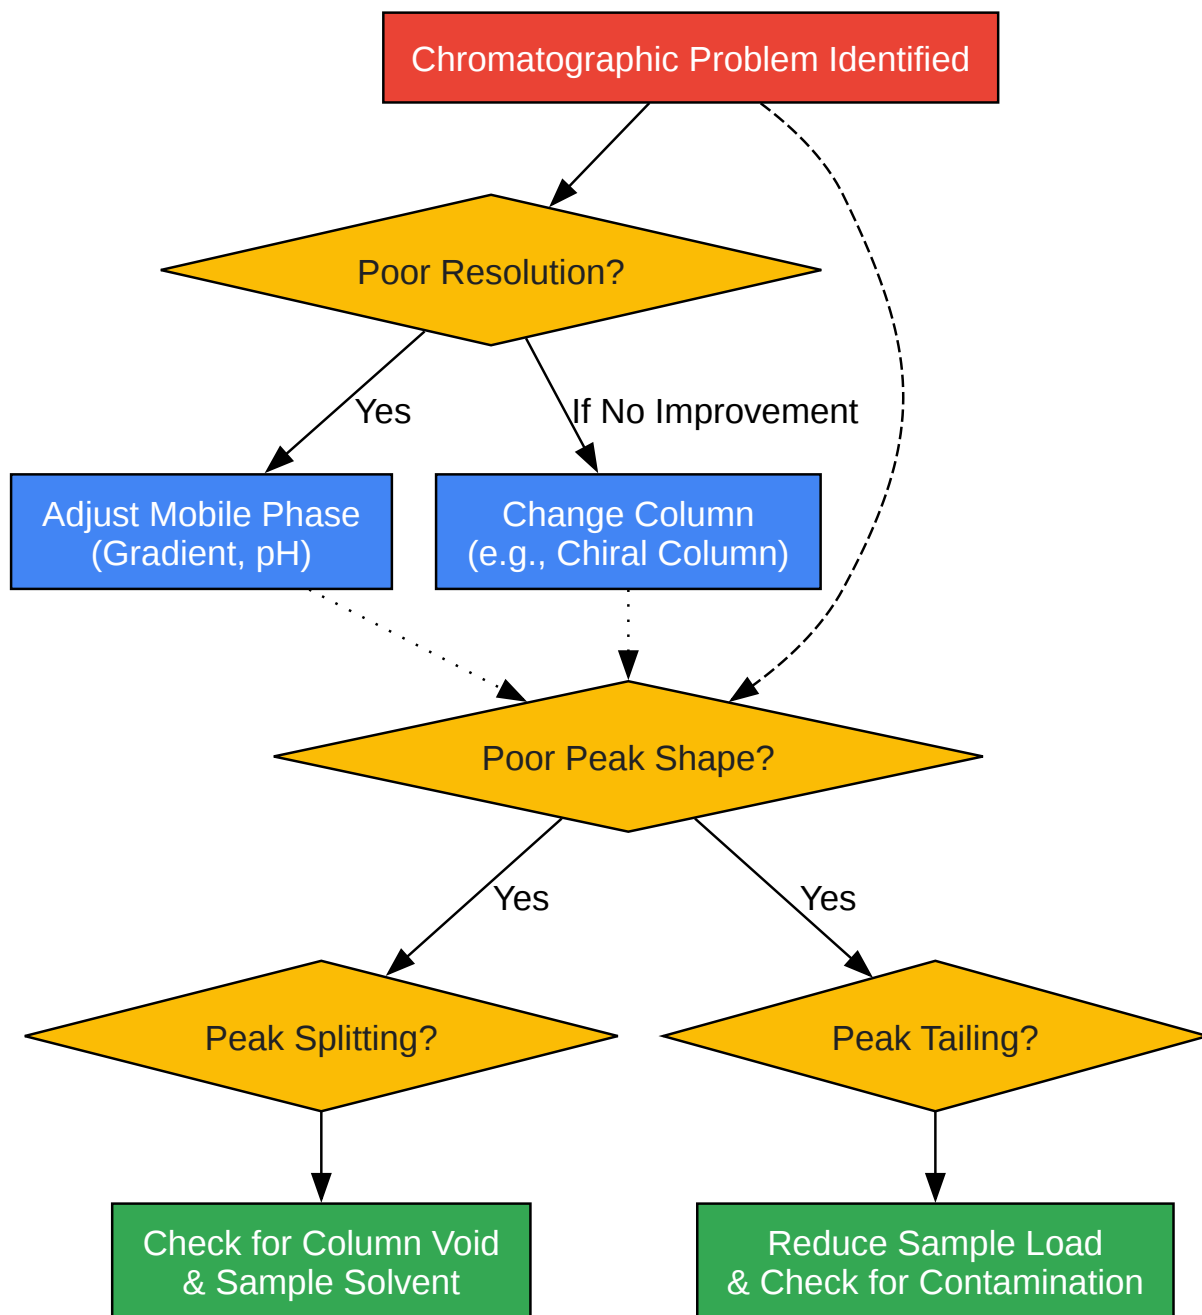 Chromatographic Problem Identified
Poor Resolution?
Yes
If No Improvement
Adjust Mobile Phase
(Gradient, pH)
Change Column
(e.g., Chiral Column)
Poor Peak Shape?
Yes
Yes
Peak Splitting?
Peak Tailing?
Check for Column Void
& Sample Solvent
Reduce Sample Load
& Check for Contamination